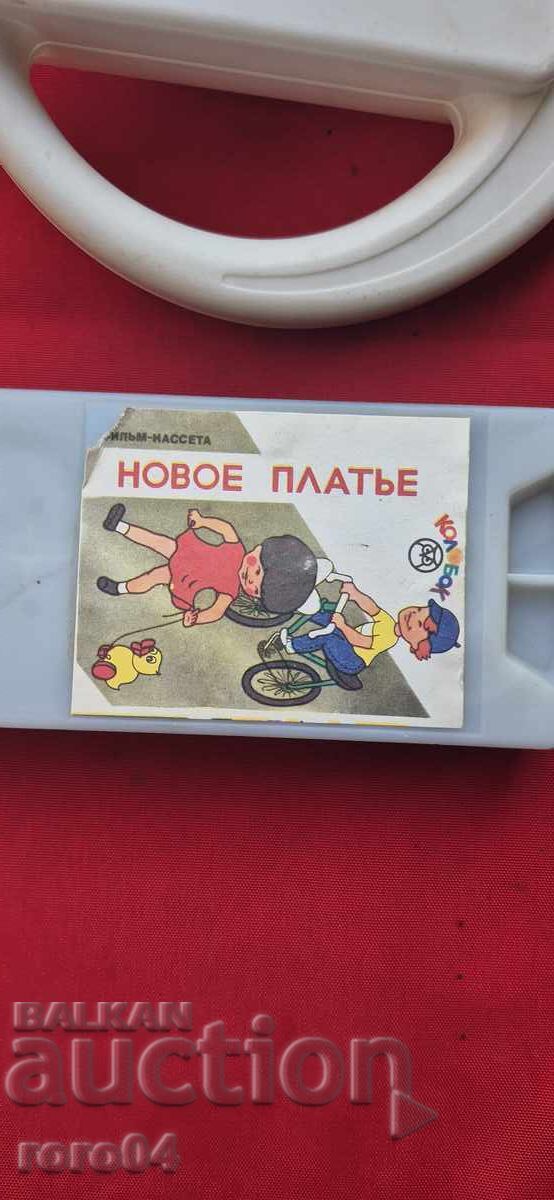 ФИЛЬМ-КАССЕТА
НОВОЕ ПЛАТЬЕ
КОЛОБОК
BALKAN
auction
roro04